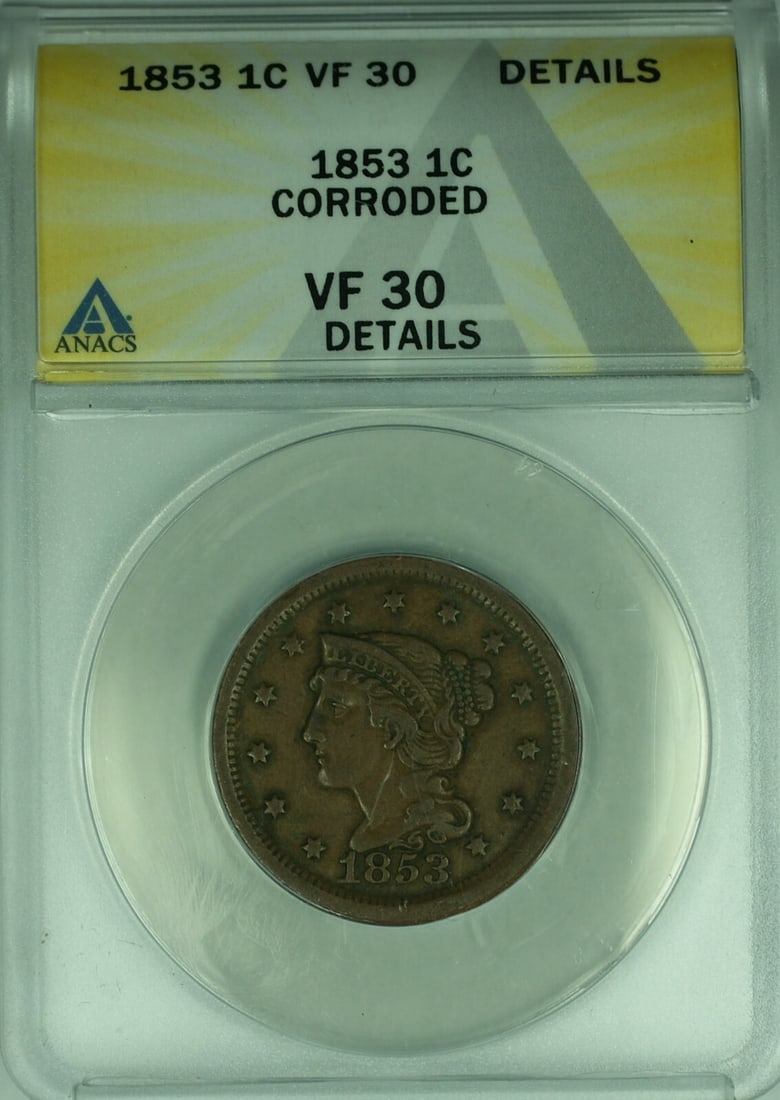 1853 1C VF 30 DETAILS
1853 1C
CORRODED
VF 30
DETAILS
ANACS
LIBERTY
1853